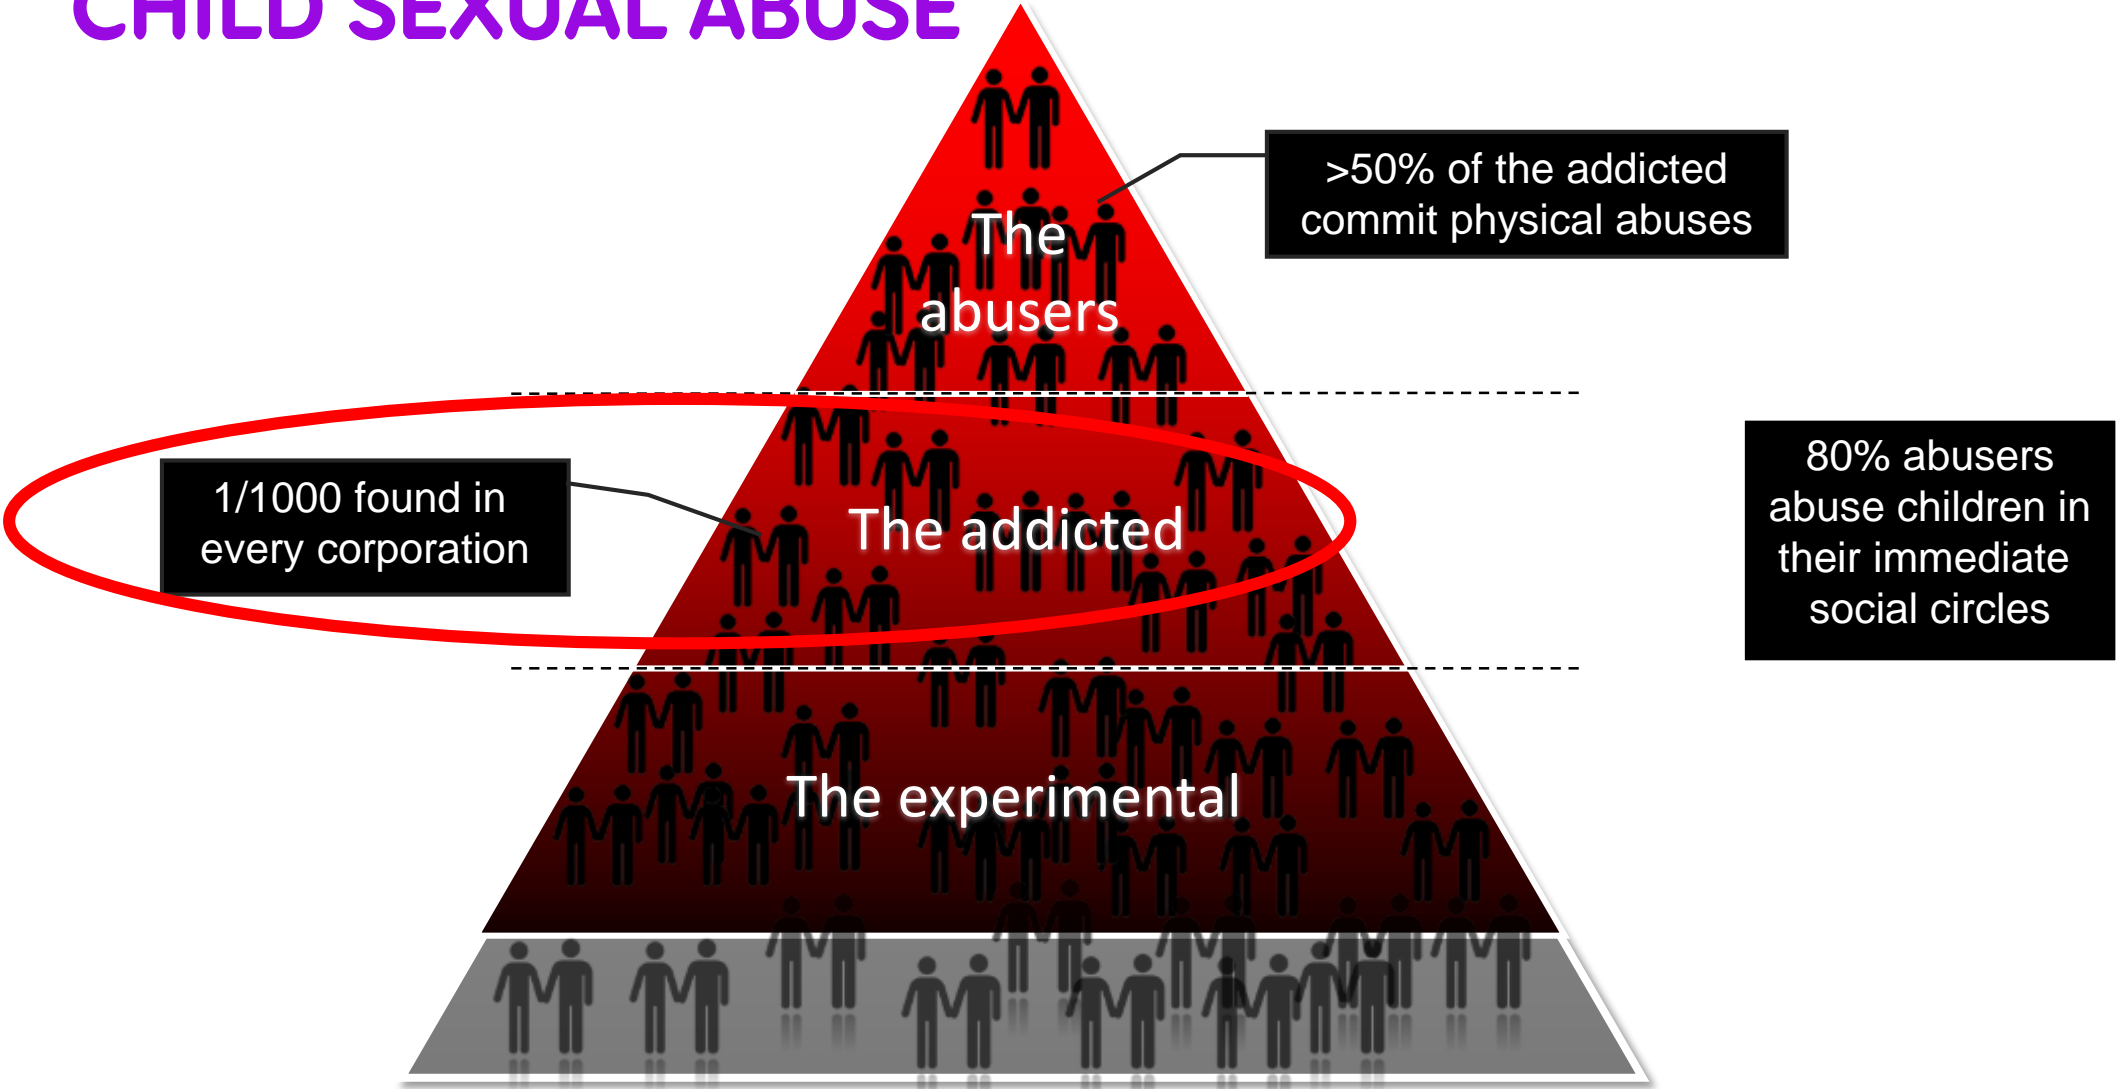 CHILD SEXUAL ABUSE
>50% of the addicted
commit physical abuses
The
abusers
1/1000 found in
every corporation
The addicted
80% abusers
abuse children in
their immediate
social circles
The experimental